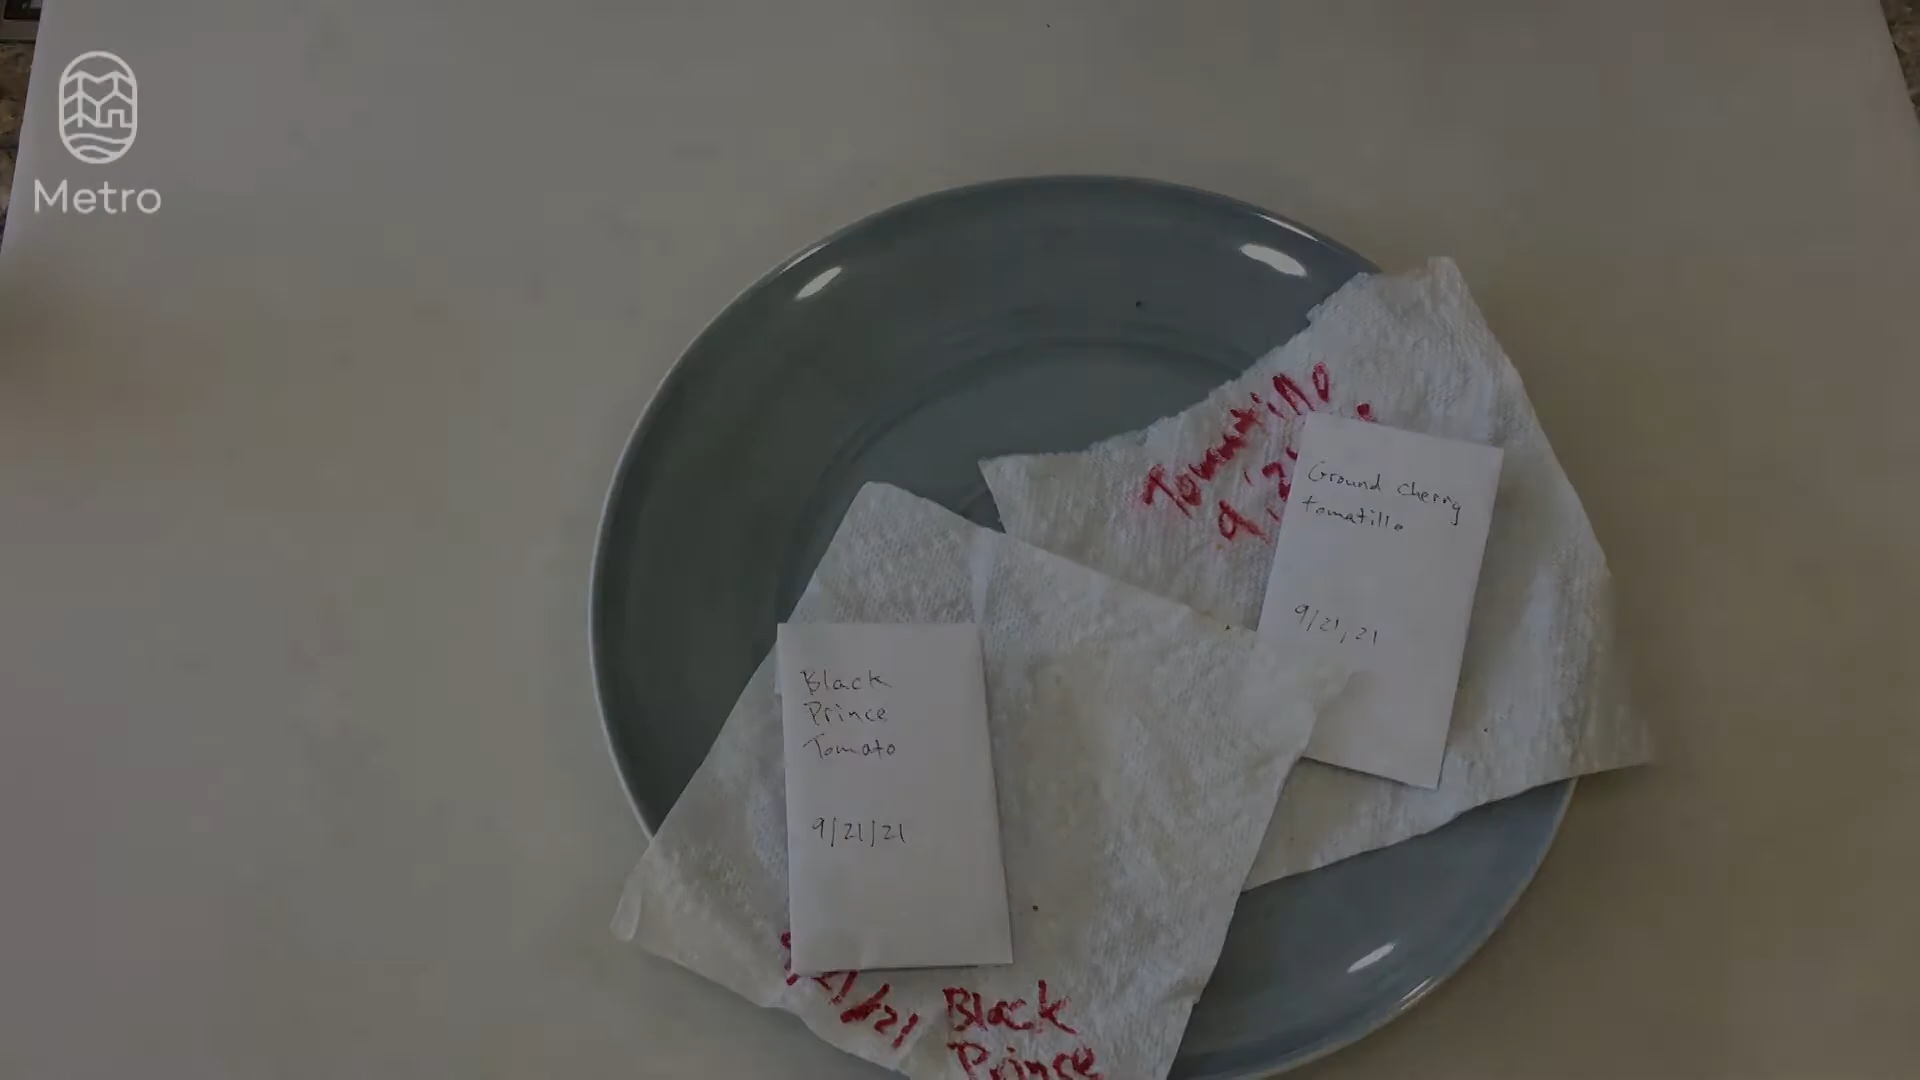 Metro
Tomatillo
Ground cherry
tomatillo
9/21/21
Black
Prince
Tomato
9/21/21
Black
Prince